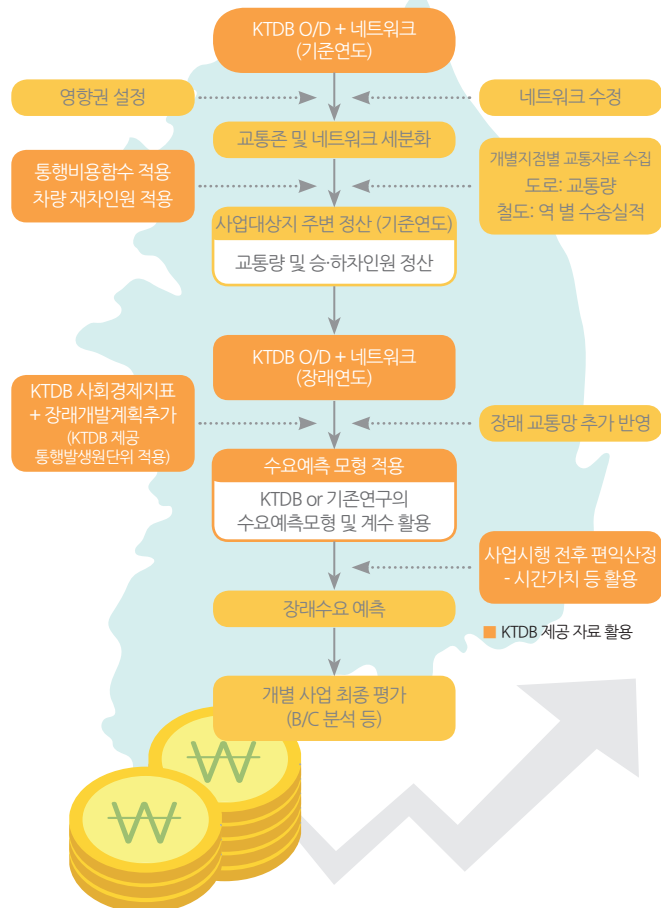 KTDB O/D + 네트워크
(기준연도)
영향권 설정
네트워크 수정
교통존 및 네트워크 세분화
통행비용함수 적용
차량 재차인원 적용
개별지점별 교통자료 수집
도로: 교통량
철도: 역 별 수송실적
사업대상지 주변 정산 (기준연도)
교통량 및 승·하차인원 정산
KTDB O/D + 네트워크
(장래연도)
KTDB 사회경제지표
+ 장래개발계획추가
(KTDB 제공
통행발생원단위 적용)
장래 교통망 추가 반영
수요예측 모형 적용
KTDB or 기존연구의
수요예측모형 및 계수 활용
사업시행 전후 편익산정
- 시간가치 등 활용
장래수요 예측
KTDB 제공 자료 활용
개별 사업 최종 평가
(B/C 분석 등)
₩
₩